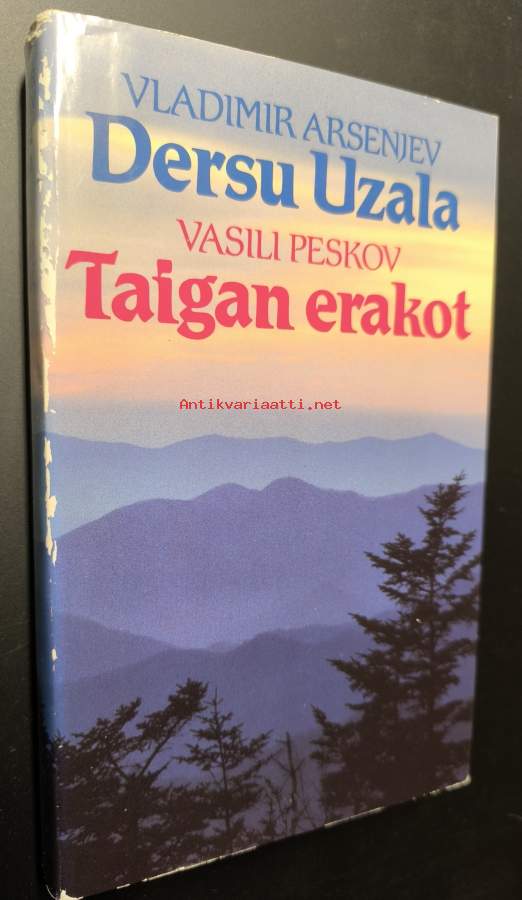 VLADIMIR ARSENJEV
Dersu Uzala
VASILI PESKOV
Taigan erakot
Antikvariaatti.net